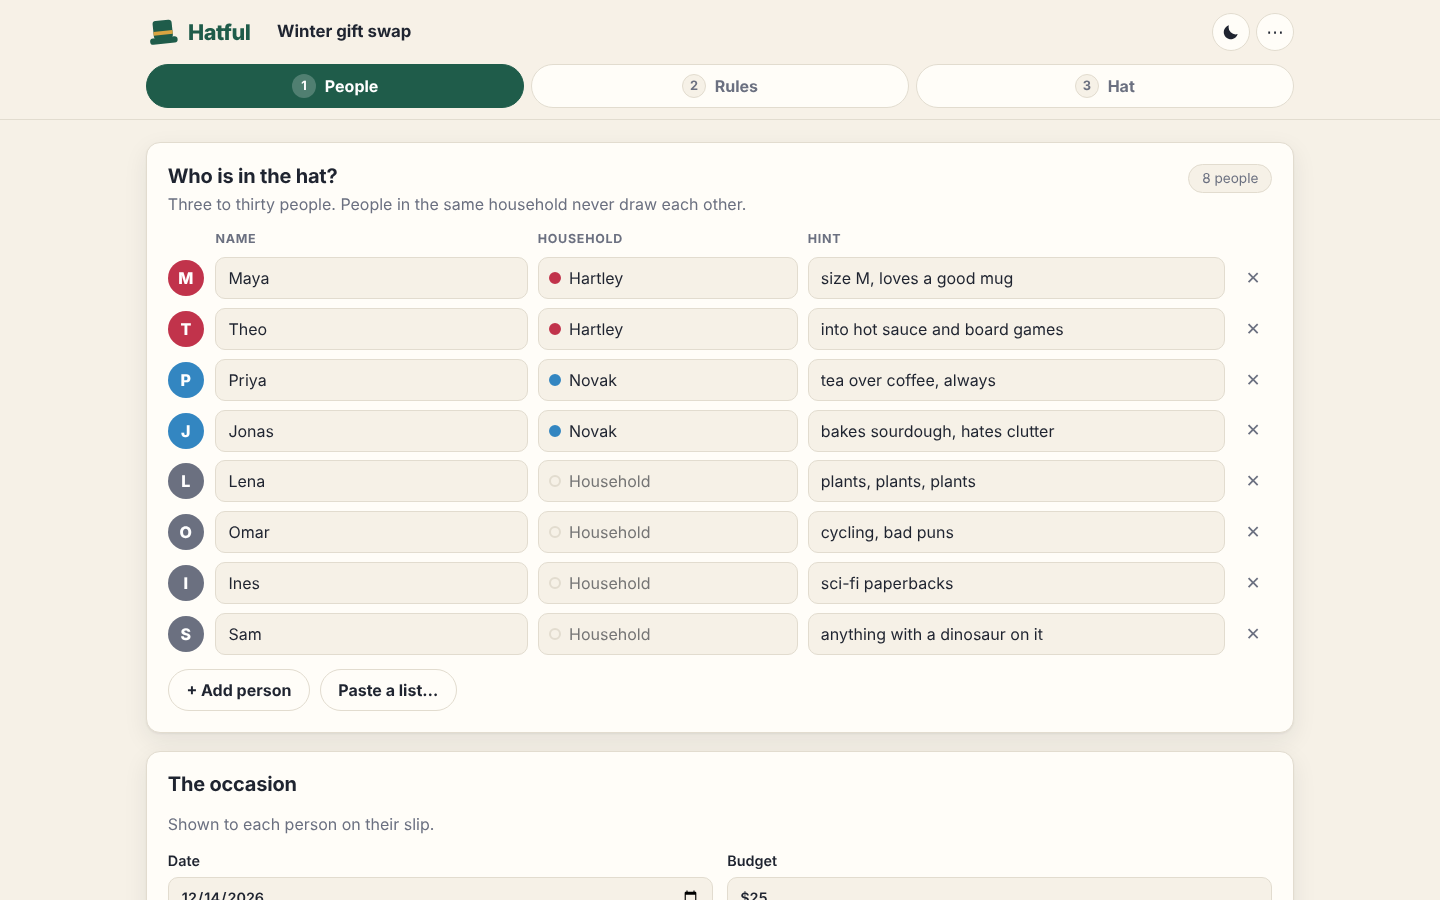 Hatful Winter gift swap ...
1 People 2 Rules 3 Hat
Who is in the hat? 8 people
Three to thirty people. People in the same household never draw each other.
NAME HOUSEHOLD HINT
M Maya Hartley size M, loves a good mug ×
T Theo Hartley into hot sauce and board games ×
P Priya Novak tea over coffee, always ×
J Jonas Novak bakes sourdough, hates clutter ×
L Lena Household plants, plants, plants ×
O Omar Household cycling, bad puns ×
I Ines Household sci-fi paperbacks ×
S Sam Household anything with a dinosaur on it ×
+ Add person Paste a list...
The occasion
Shown to each person on their slip.
Date Budget
12/14/2026 $25